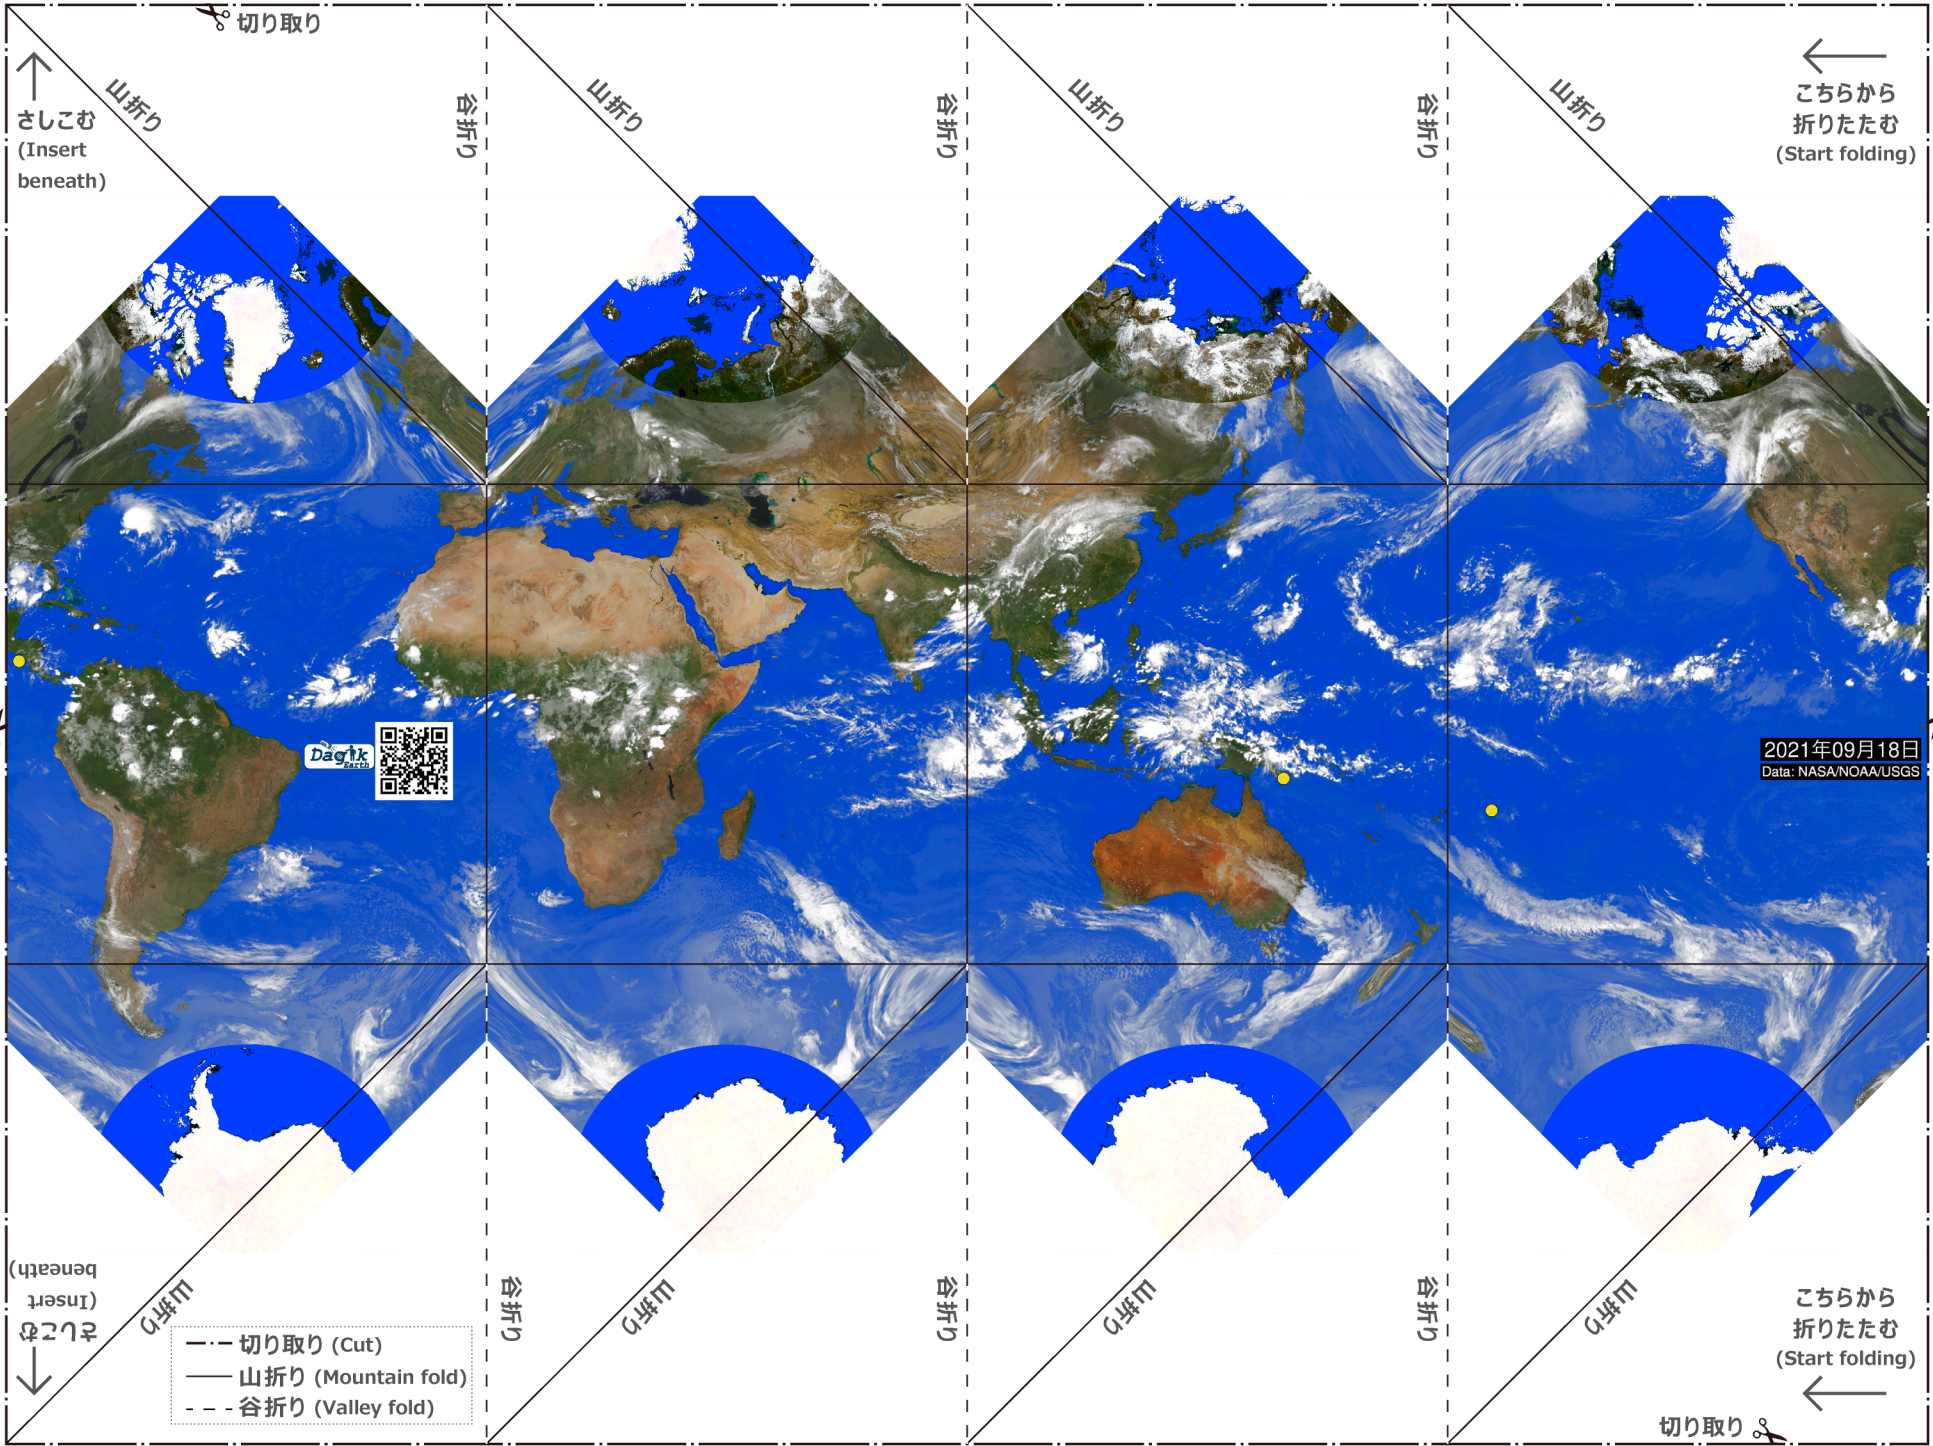 切り取り
さしこむ
(Insert
beneath)
山折り
谷折り
山折り
谷折り
山折り
谷折り
山折り
こちらから
折りたたむ
(Start folding)
Dagik
Earth
2021年09月18日
Data: NASA/NOAA/USGS
さしこむ
(Insert
beneath)
山折り
谷折り
山折り
谷折り
山折り
谷折り
山折り
こちらから
折りたたむ
(Start folding)
切り取り (Cut)
山折り (Mountain fold)
谷折り (Valley fold)
切り取り